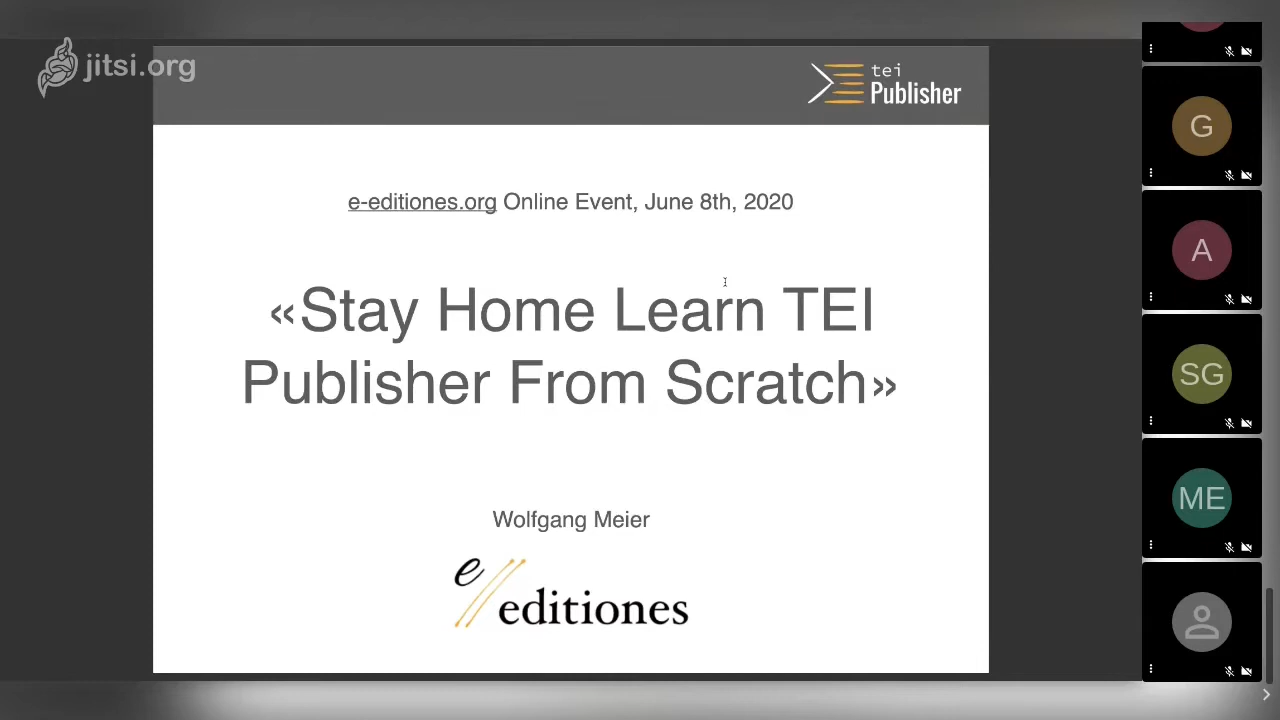 jitsi.org
tei
Publisher
e-editiones.org Online Event, June 8th, 2020
«Stay Home Learn TEI
Publisher From Scratch»
Wolfgang Meier
e
editiones
G
A
SG
ME